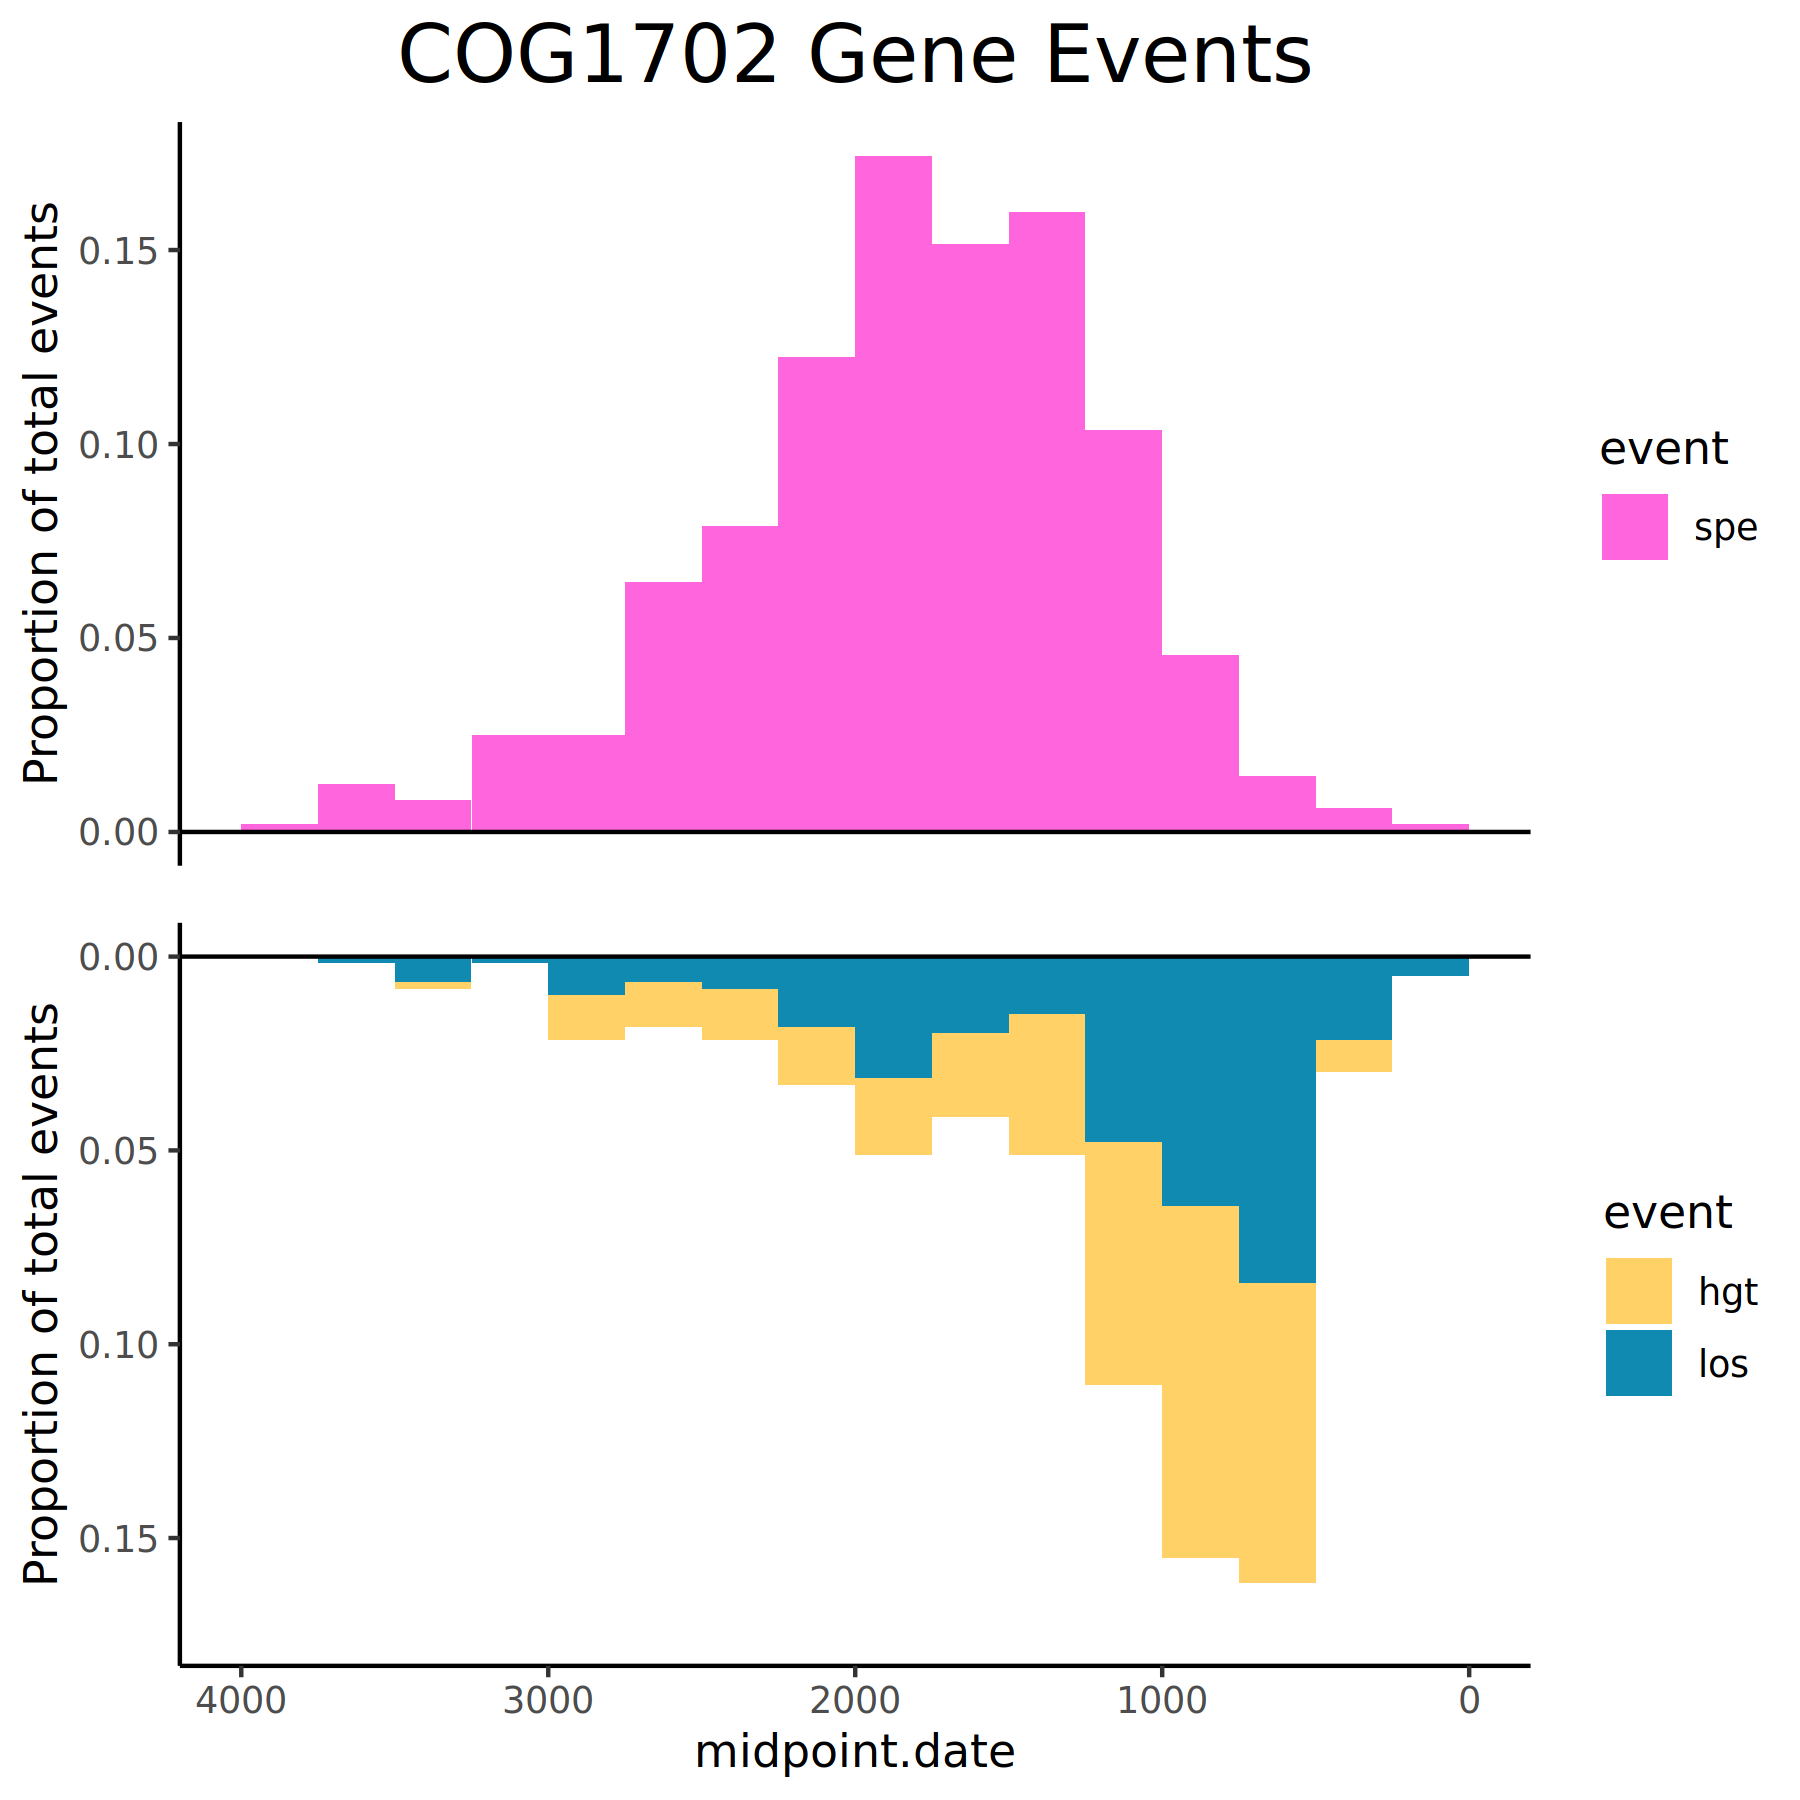 COG1702 Gene Events
Proportion of total events
0.15
0.10
0.05
0.00
event
spe
Proportion of total events
0.00
0.05
0.10
0.15
event
hgt
los
4000 3000 2000 1000 0
midpoint.date